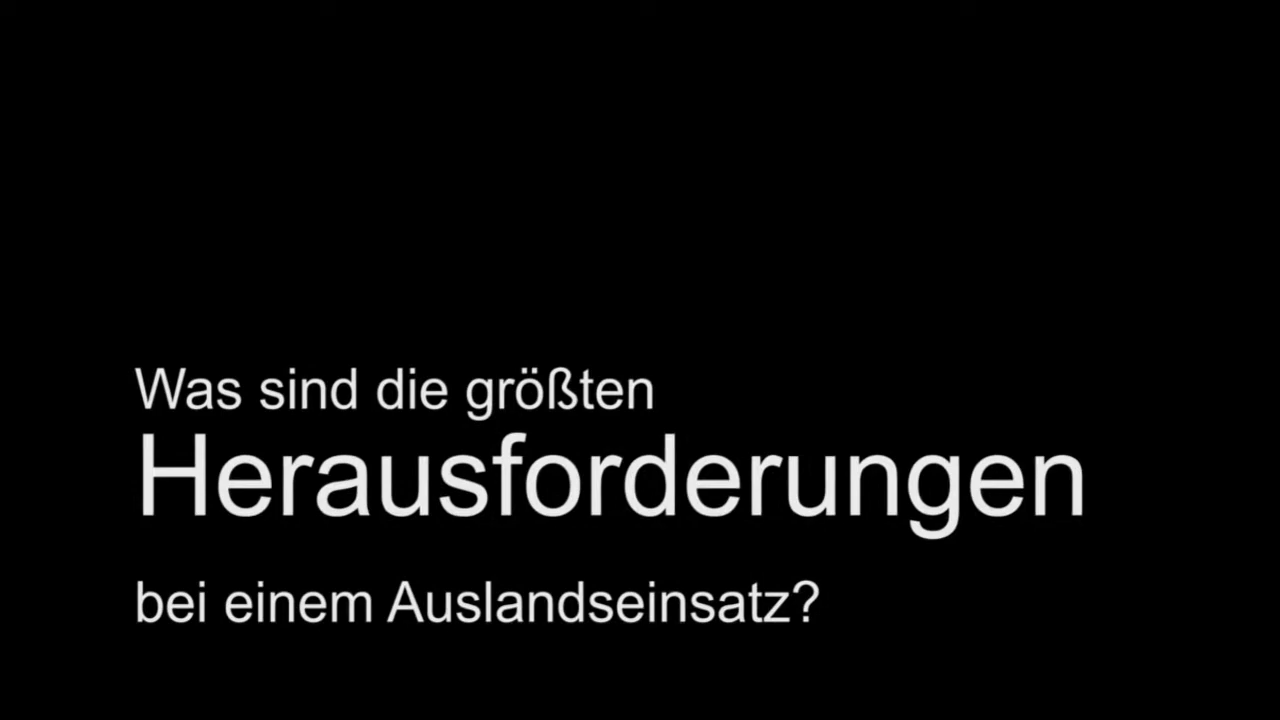 Was sind die größten
Herausforderungen
bei einem Auslandseinsatz?